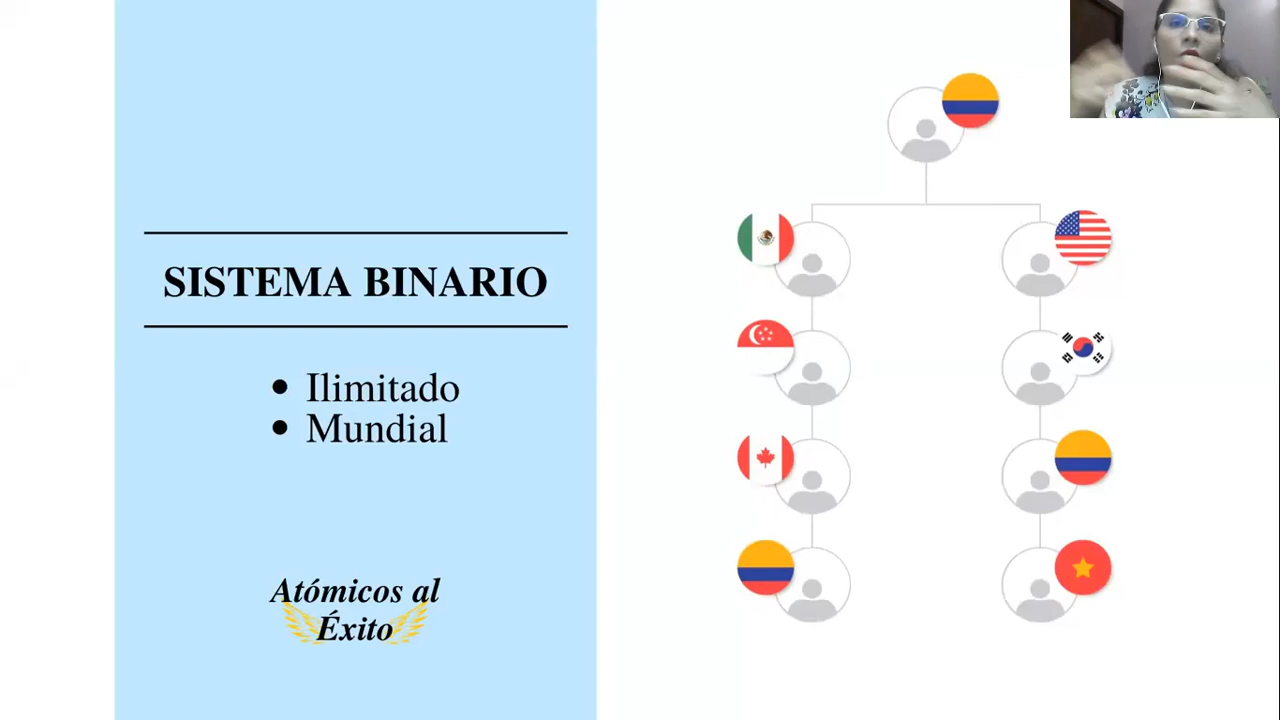 SISTEMA BINARIO
Ilimitado
Mundial
Atómicos al
Éxito